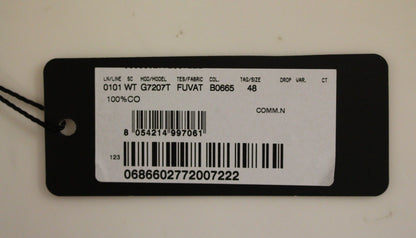 LN/LINE SC MOD/MODEL TES/FABRIC COL. TAG/SIZE DROP VAR. CT
0101 WT G7207T FUVAT B0665 48
100%CO
COMM.N
8 054214 997061
123
0686602772007222